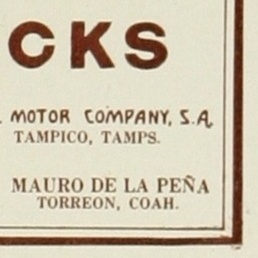 CKS
MOTOR COMPANY, S.A.
TAMPICO, TAMPS.
MAURO DE LA PEÑA
TORREON, COAH.